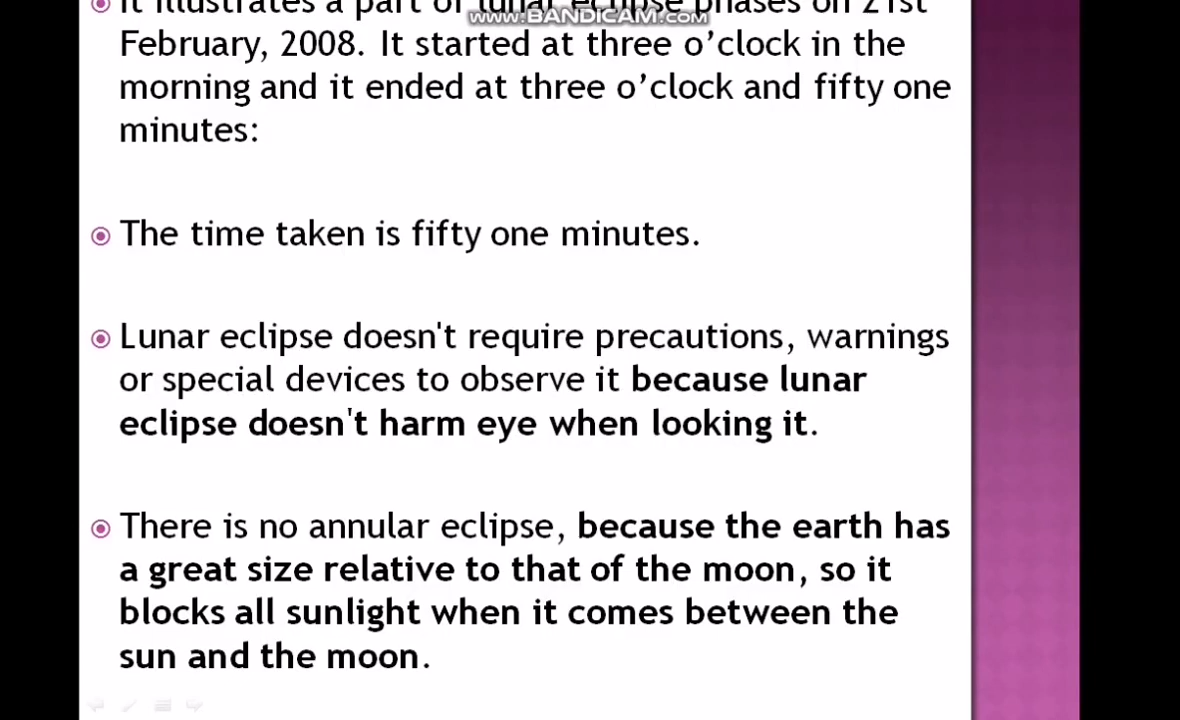 It illustrates a part of lunar eclipse phases on 21st
www.BANDICAM.com
February, 2008. It started at three o’clock in the
morning and it ended at three o’clock and fifty one
minutes:
The time taken is fifty one minutes.
Lunar eclipse doesn't require precautions, warnings
or special devices to observe it because lunar
eclipse doesn't harm eye when looking it.
There is no annular eclipse, because the earth has
a great size relative to that of the moon, so it
blocks all sunlight when it comes between the
sun and the moon.